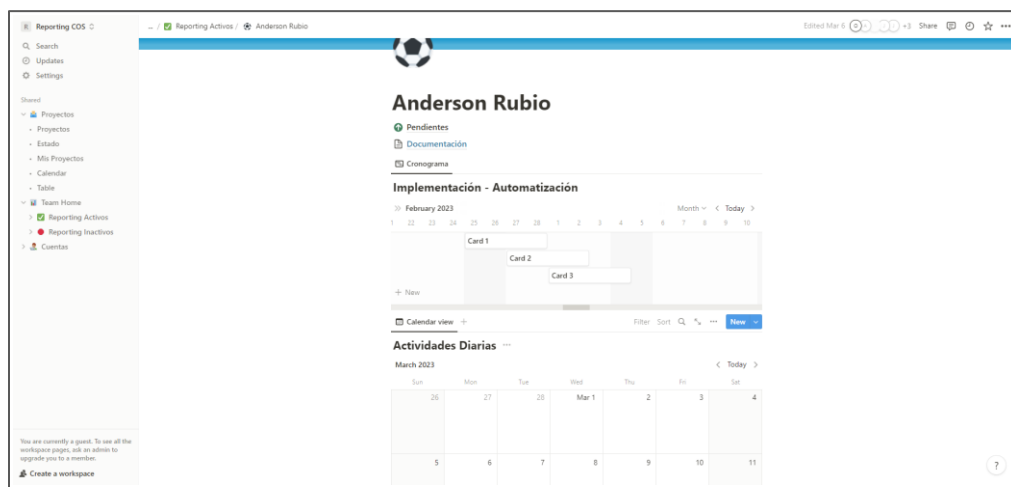 R Reporting COS
Search
Updates
Settings
Shared
Proyectos
Proyectos
Estado
Mis Proyectos
Calendar
Table
Team Home
Reporting Activos
Reporting Inactivos
Cuentas
You are currently a guest. To see all the
workspace pages, ask an admin to
upgrade you to a member.
Create a workspace
... / Reporting Activos / Anderson Rubio
Edited Mar 6 +3 Share
Anderson Rubio
Pendientes
Documentación
Cronograma
Implementación - Automatización
February 2023 Month Today
1 22 23 24 25 26 27 28 1 2 3 4 5 6 7 8 9 10
Card 1
Card 2
Card 3
+ New
Calendar view + Filter Sort New
Actividades Diarias ...
March 2023 Today
Sun Mon Tue Wed Thu Fri Sat
26 27 28 Mar 1 2 3 4
5 6 7 8 9 10 11
?